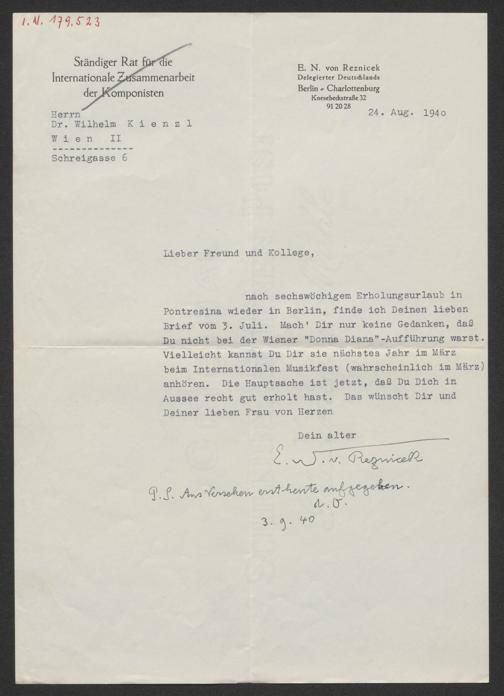 I.N. 179.523
Ständiger Rat für die
Internationale Zusammenarbeit
der Komponisten
E. N. von Reznicek
Delegierter Deutschlands
Berlin - Charlottenburg
Knesebeckstraße 32
91 20 28
24. Aug. 1940
Herrn
Dr. Wilhelm K i e n z l
W i e n  II
Schreigasse 6
Lieber Freund und Kollege,
nach sechswöchigem Erholungsurlaub in
Pontresina wieder in Berlin, finde ich Deinen lieben
Brief vom 3. Juli. Mach' Dir nur keine Gedanken, daß
Du nicht bei der Wiener "Donna Diana"-Aufführung warst.
Vielleicht kannst Du Dir sie nächstes Jahr im März
beim Internationalen Musikfest (wahrscheinlich im März)
anhören. Die Hauptsache ist jetzt, daß Du Dich in
Aussee recht gut erholt hast. Das wünscht Dir und
Deiner lieben Frau von Herzen
Dein alter
E. N. v. Reznicek
P.S. Aus Versehen erst heute aufgegeben.
D. O.
3. 9. 40